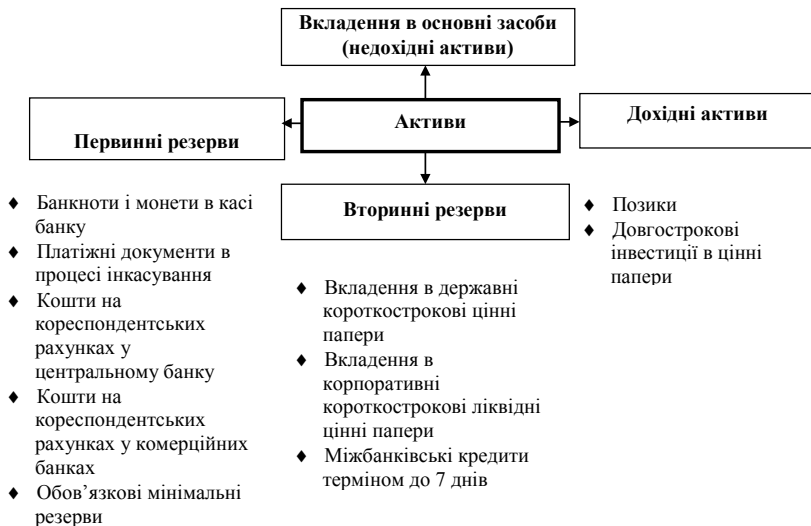 Вкладення в основні засоби
(недохідні активи)
Первинні резерви
Активи
Дохідні активи
Вторинні резерви
♦ Банкноти і монети в касі
банку
♦ Платіжні документи в
процесі інкасування
♦ Кошти на
кореспондентських
рахунках у
центральному банку
♦ Кошти на
кореспондентських
рахунках у комерційних
банках
♦ Обов’язкові мінімальні
резерви
♦ Вкладення в державні
короткострокові цінні
папери
♦ Вкладення в
корпоративні
короткострокові ліквідні
цінні папери
♦ Міжбанківські кредити
терміном до 7 днів
♦ Позики
♦ Довгострокові
інвестиції в цінні
папери